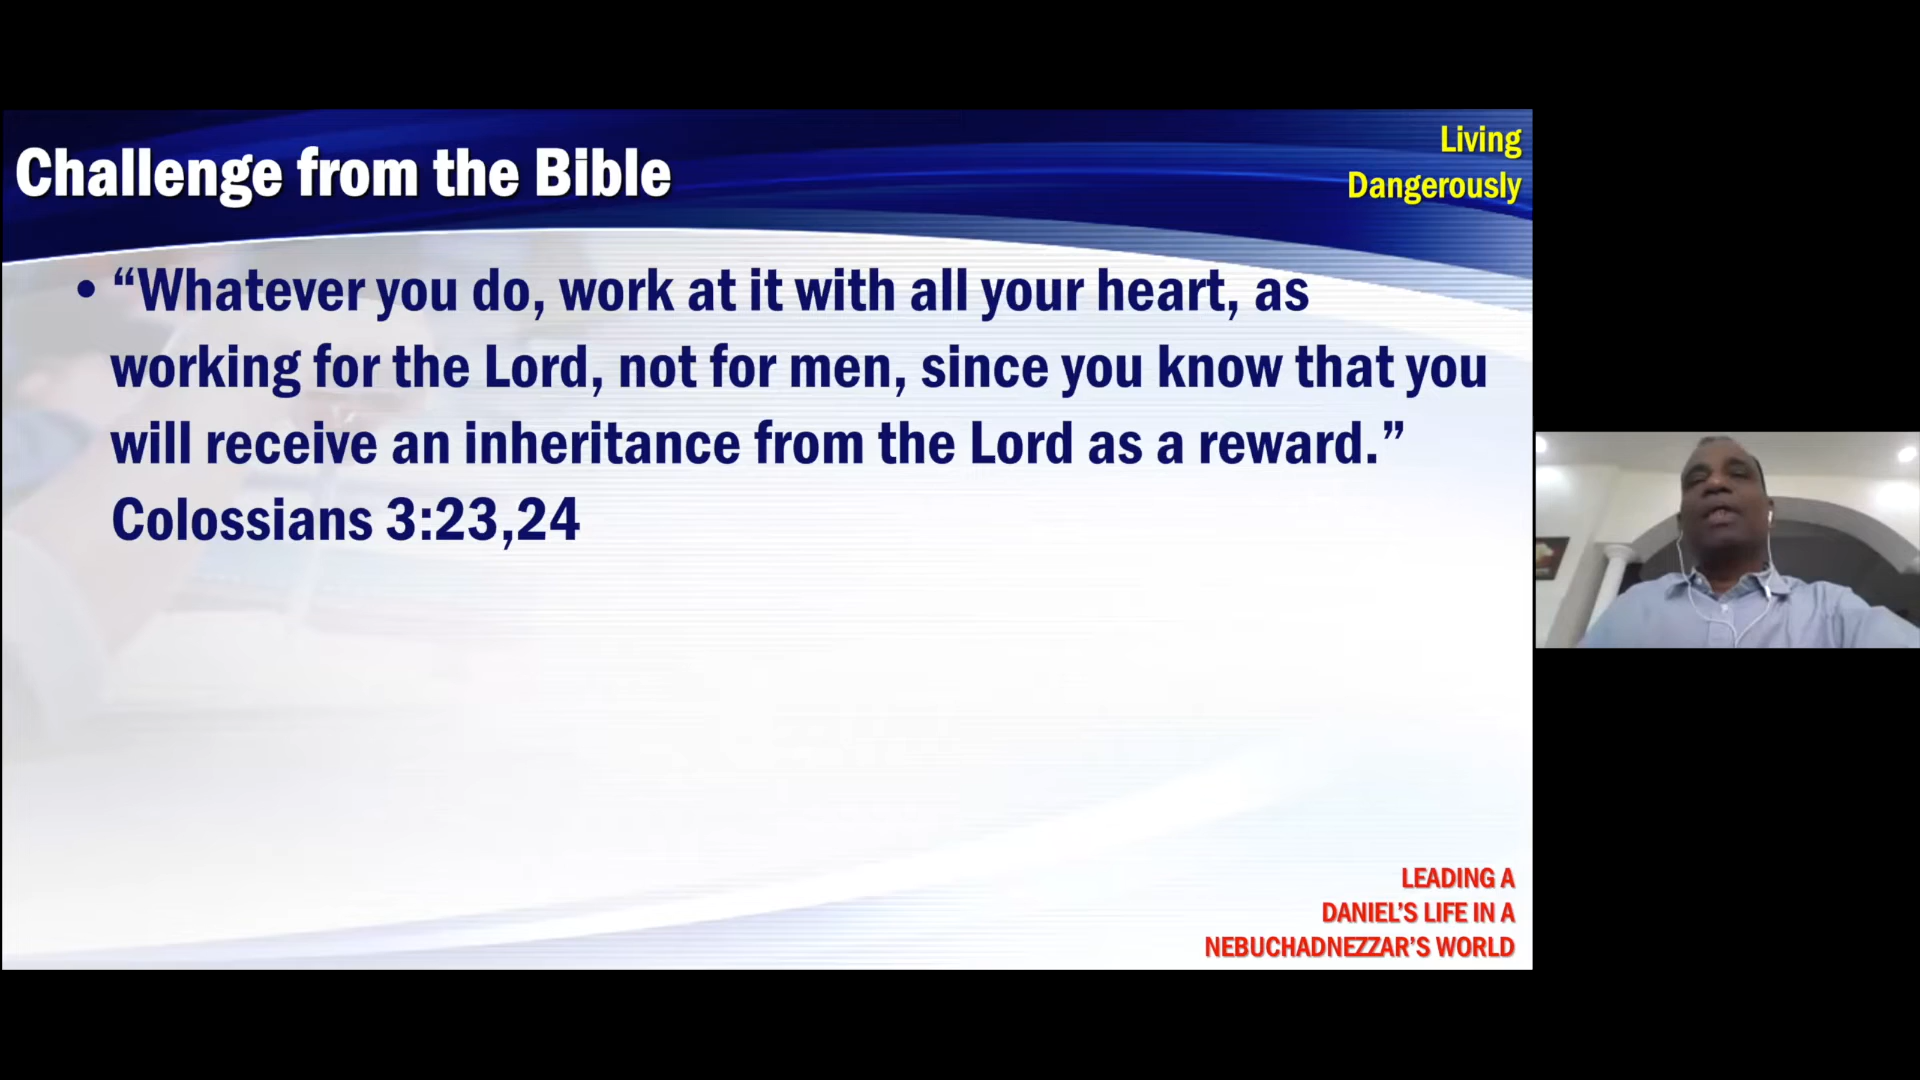 Challenge from the Bible
Living
Dangerously
• “Whatever you do, work at it with all your heart, as
working for the Lord, not for men, since you know that you
will receive an inheritance from the Lord as a reward.”
Colossians 3:23,24
LEADING A
DANIEL’S LIFE IN A
NEBUCHADNEZZAR’S WORLD